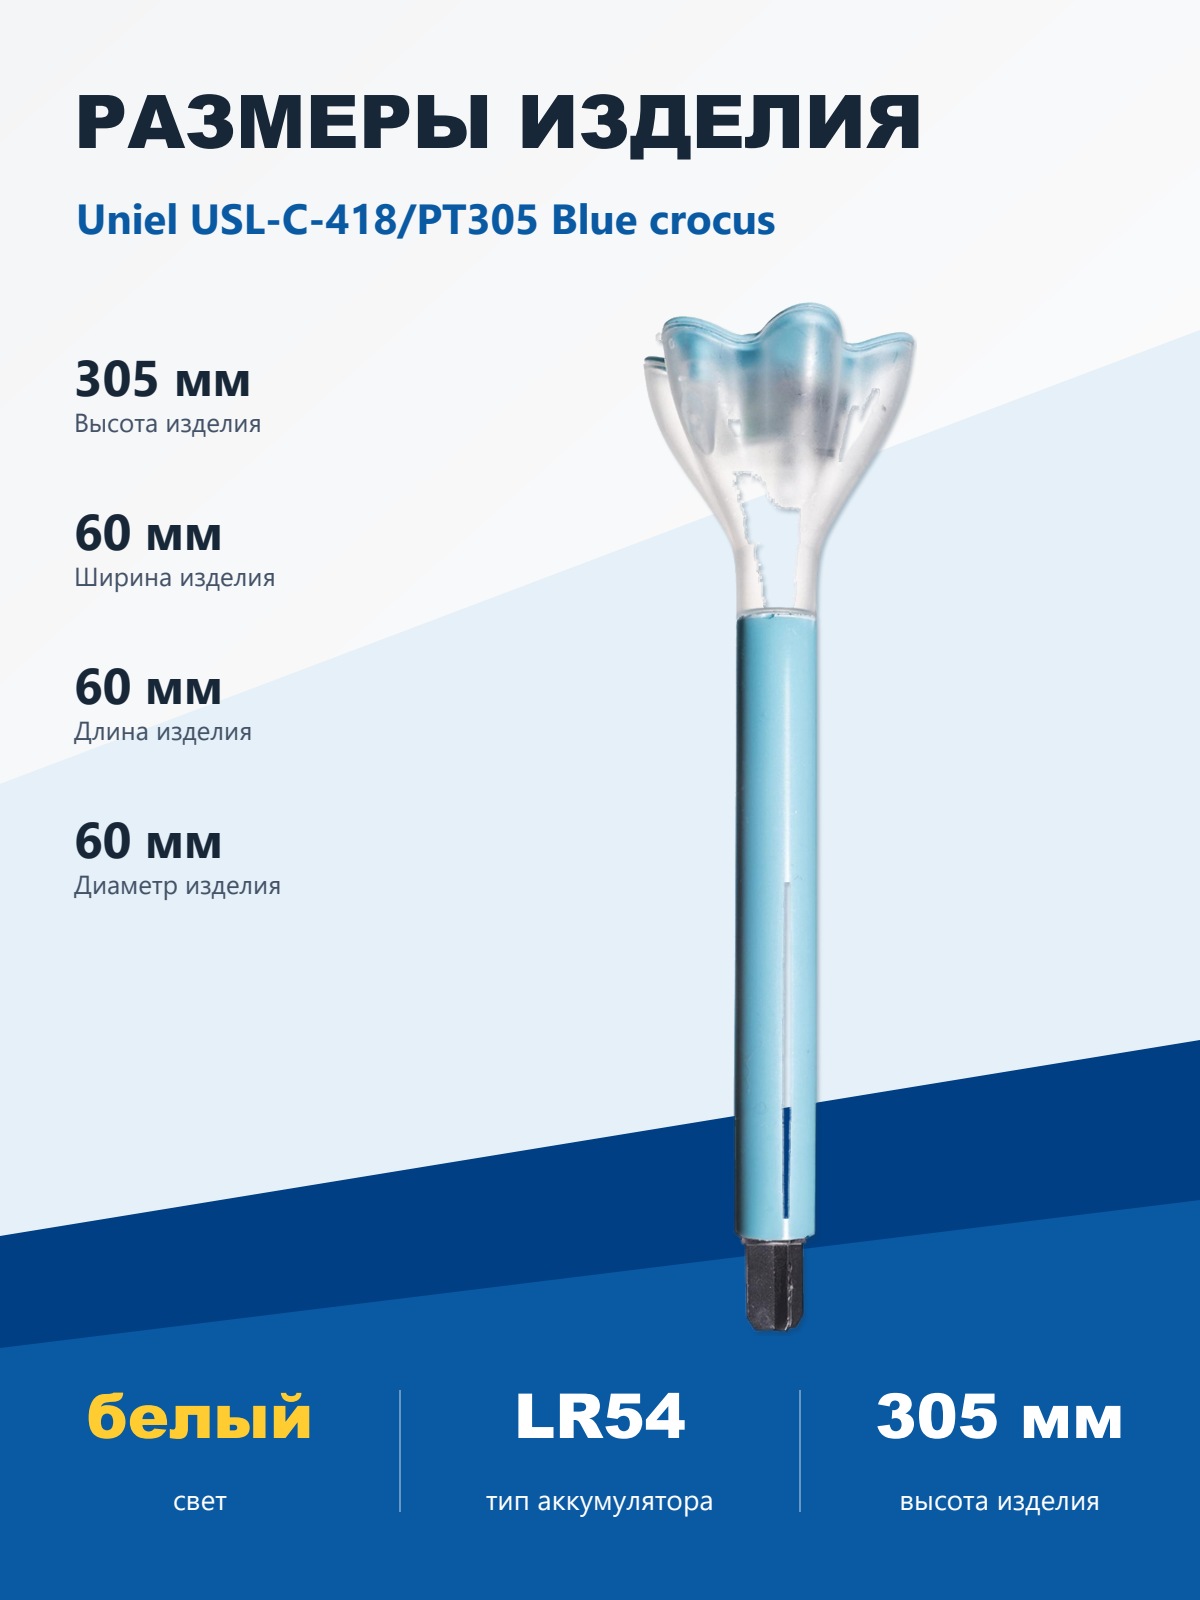 РАЗМЕРЫ ИЗДЕЛИЯ
Uniel USL-C-418/PT305 Blue crocus
305 мм
Высота изделия
60 мм
Ширина изделия
60 мм
Длина изделия
60 мм
Диаметр изделия
белый
свет
LR54
тип аккумулятора
305 мм
высота изделия